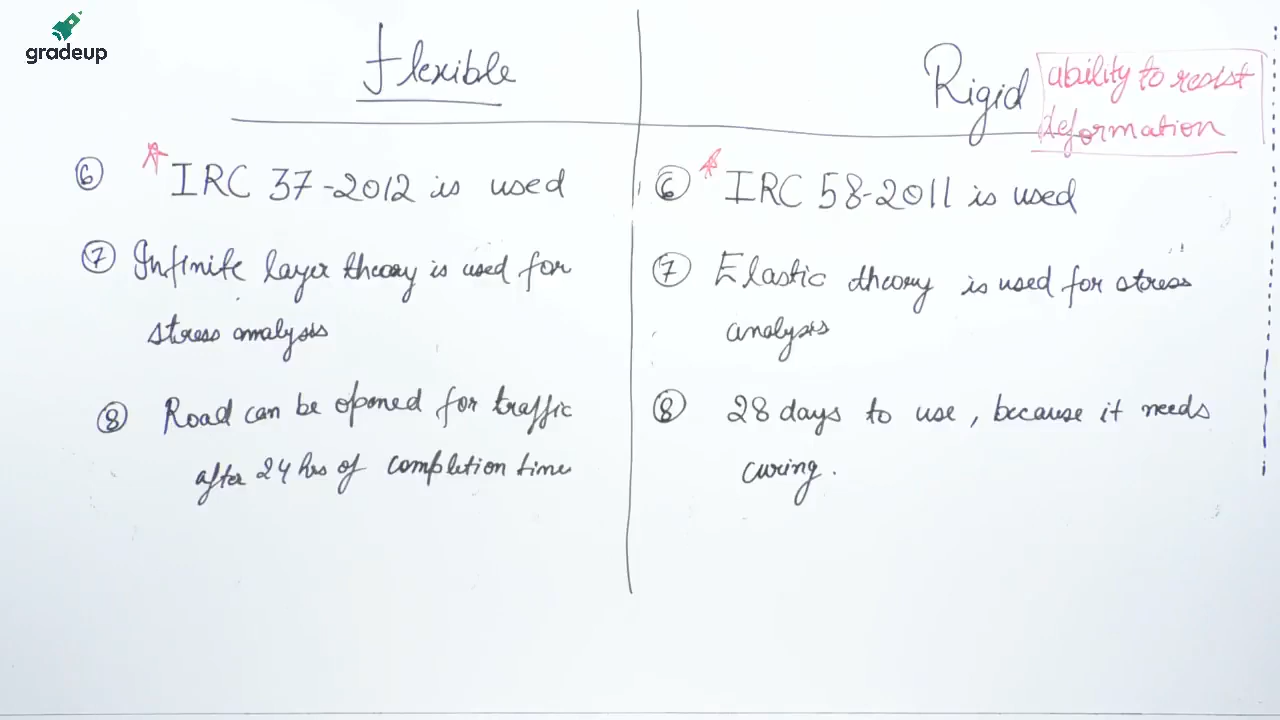 gradeup
Flexible
Rigid ability to resist
deformation
6 IRC 37-2012 is used
7 Infinite layer theory is used for
stress analysis
8 Road can be opened for traffic
after 24 hrs of completion time
6 IRC 58-2011 is used
7 Elastic theory is used for stress
analysis
8 28 days to use, because it needs
curing.